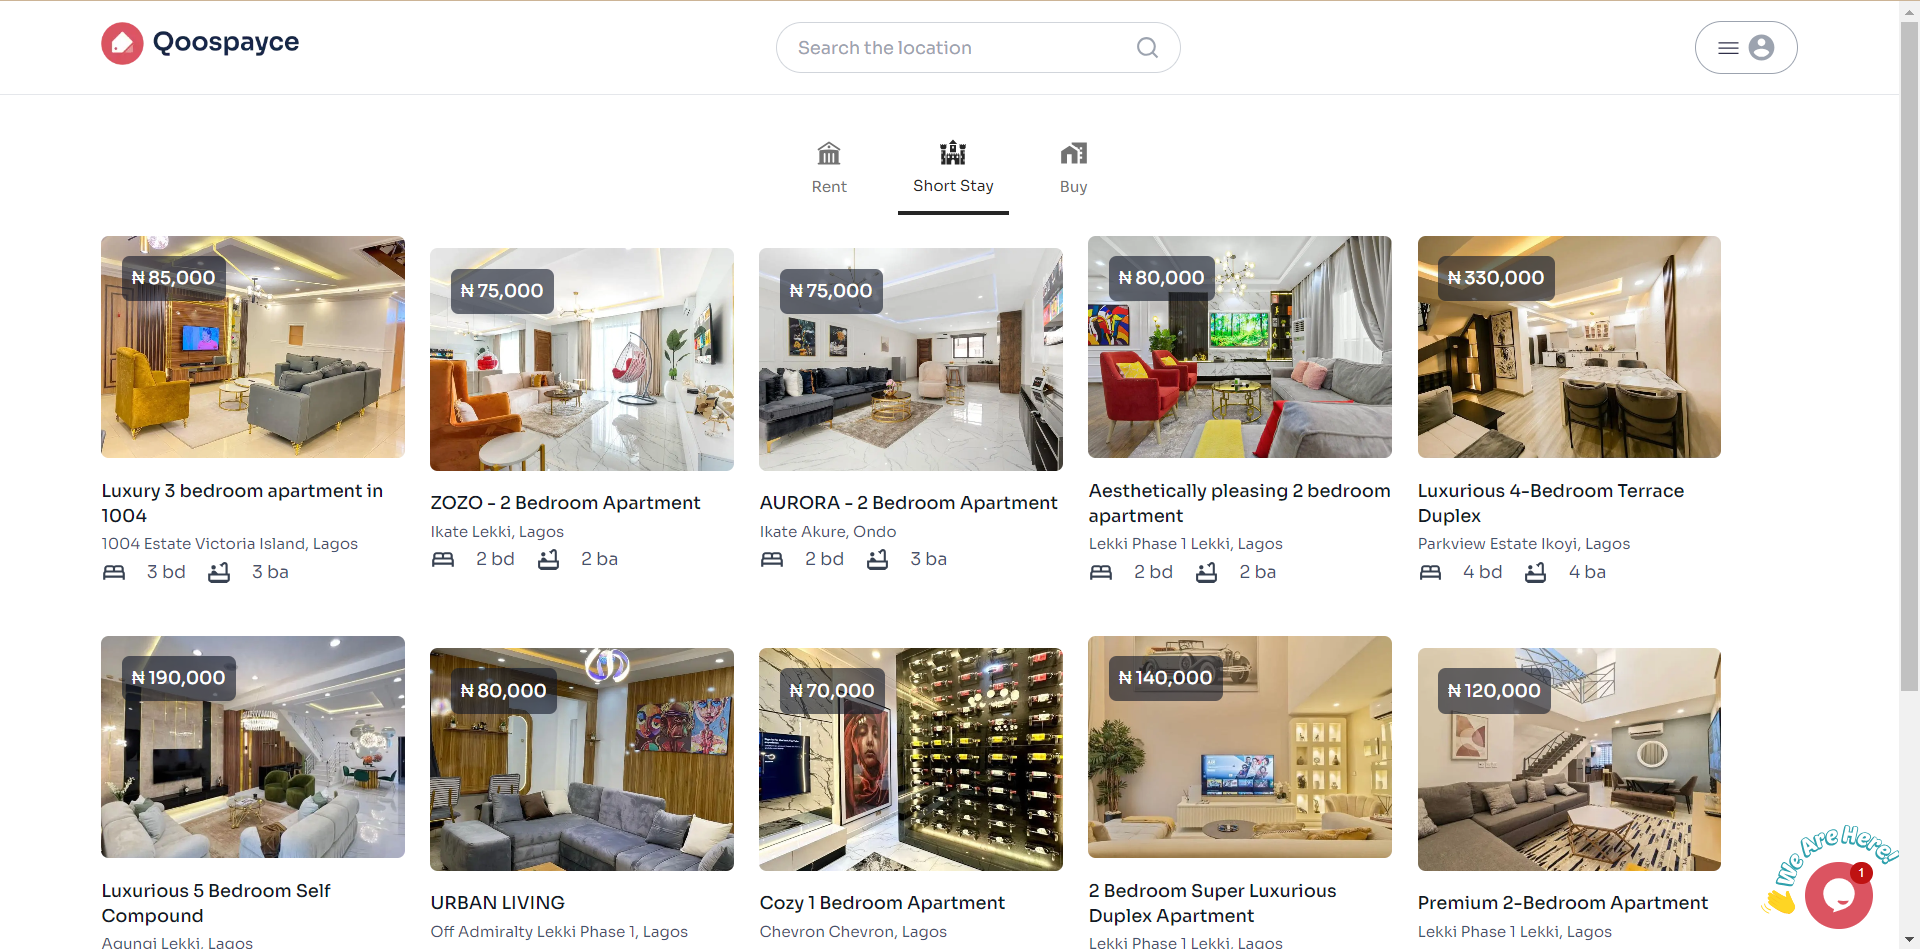 Qoospayce
Search the location
Rent
Short Stay
Buy
₦85,000
₦75,000
₦75,000
₦80,000
₦330,000
Luxury 3 bedroom apartment in
1004
1004 Estate Victoria Island, Lagos
3 bd 3 ba
ZOZO - 2 Bedroom Apartment
Ikate Lekki, Lagos
2 bd 2 ba
AURORA - 2 Bedroom Apartment
Ikate Akure, Ondo
2 bd 3 ba
Aesthetically pleasing 2 bedroom
apartment
Lekki Phase 1 Lekki, Lagos
2 bd 2 ba
Luxurious 4-Bedroom Terrace
Duplex
Parkview Estate Ikoyi, Lagos
4 bd 4 ba
₦190,000
₦80,000
₦70,000
₦140,000
₦120,000
Luxurious 5 Bedroom Self
Compound
Agungi Lekki, Lagos
URBAN LIVING
Off Admiralty Lekki Phase 1, Lagos
Cozy 1 Bedroom Apartment
Chevron Chevron, Lagos
2 Bedroom Super Luxurious
Duplex Apartment
Lekki Phase 1 Lekki, Lagos
Premium 2-Bedroom Apartment
Lekki Phase 1 Lekki, Lagos
We Are Here!
1